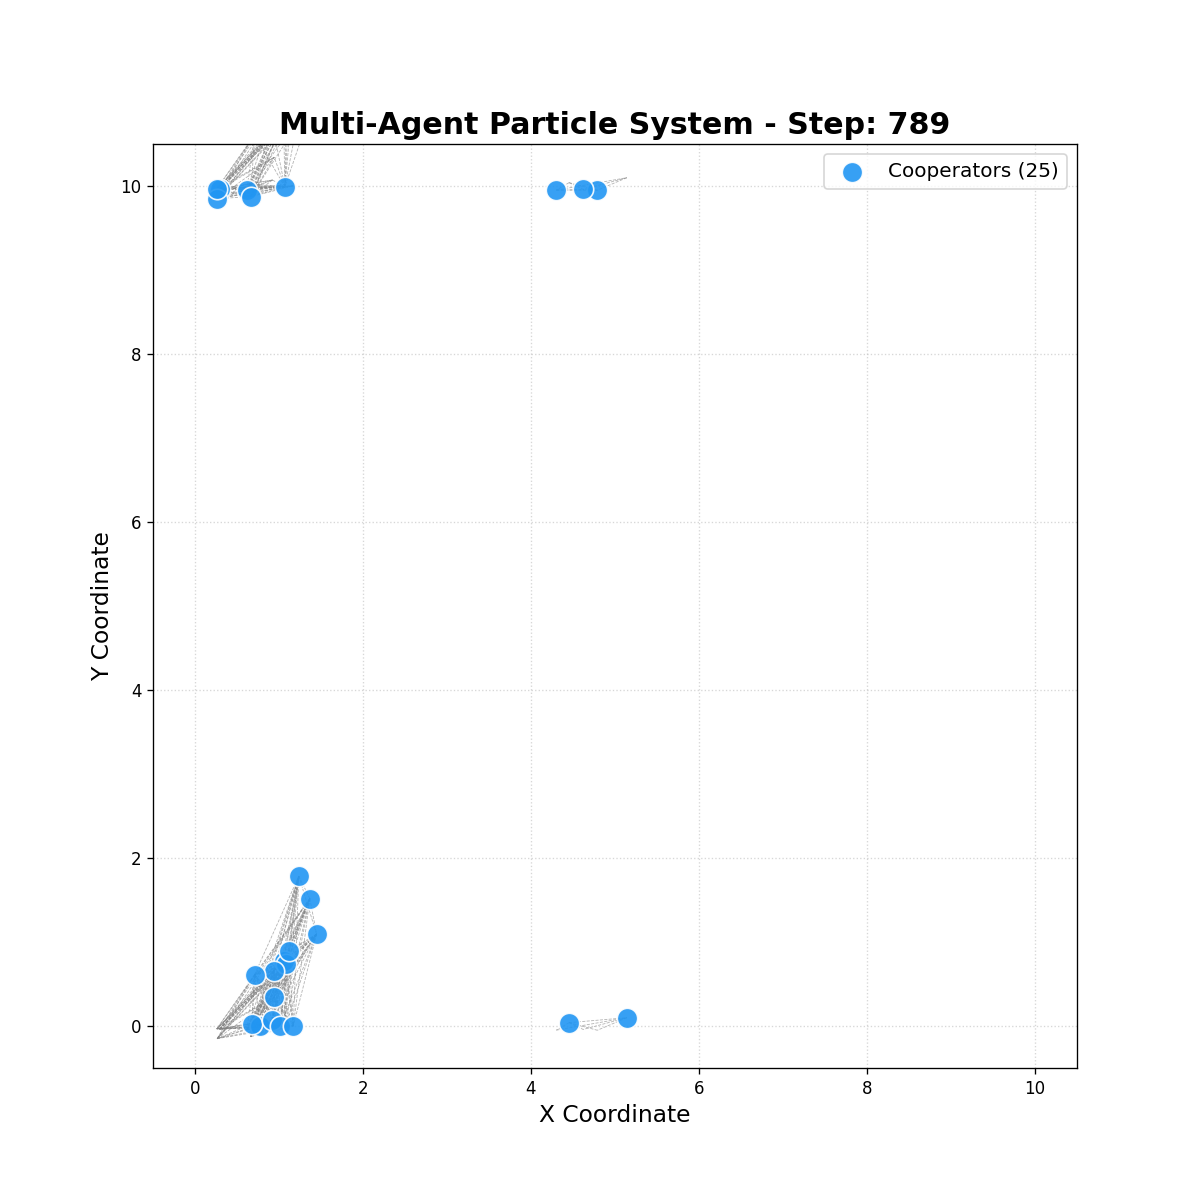 Multi-Agent Particle System - Step: 789
Cooperators (25)
10
8
6
4
2
0
Y Coordinate
0 2 4 6 8 10
X Coordinate